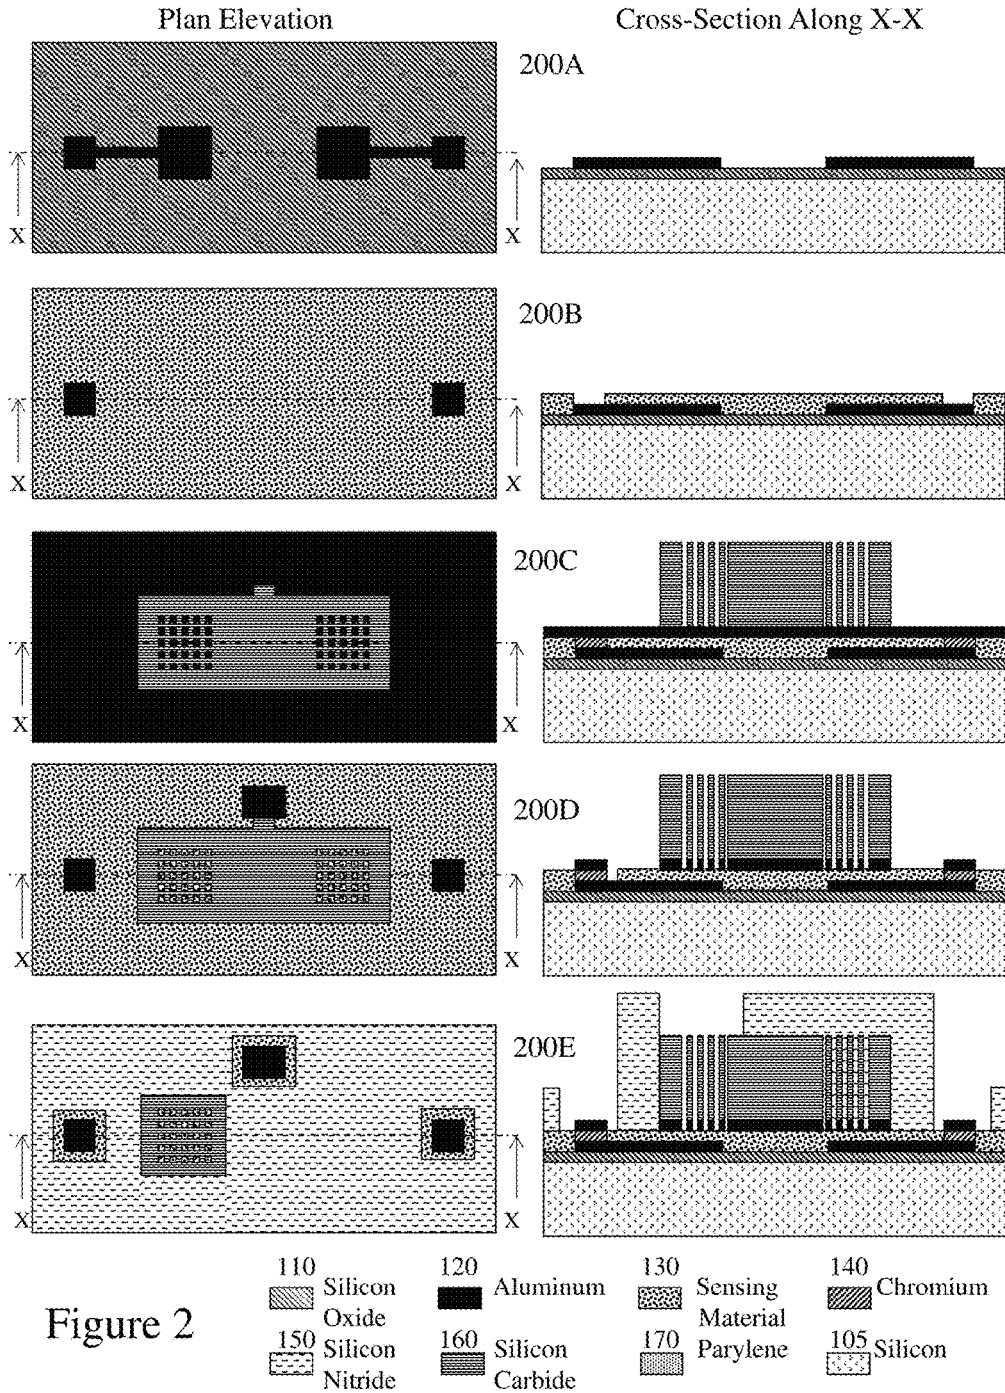 Plan Elevation
Cross-Section Along X-X
200A
X
X
200B
X
X
200C
X
X
200D
X
X
200E
X
X
110 Silicon Oxide
120 Aluminum
130 Sensing Material
140 Chromium
150 Silicon Nitride
160 Silicon Carbide
170 Parylene
105 Silicon
Figure 2